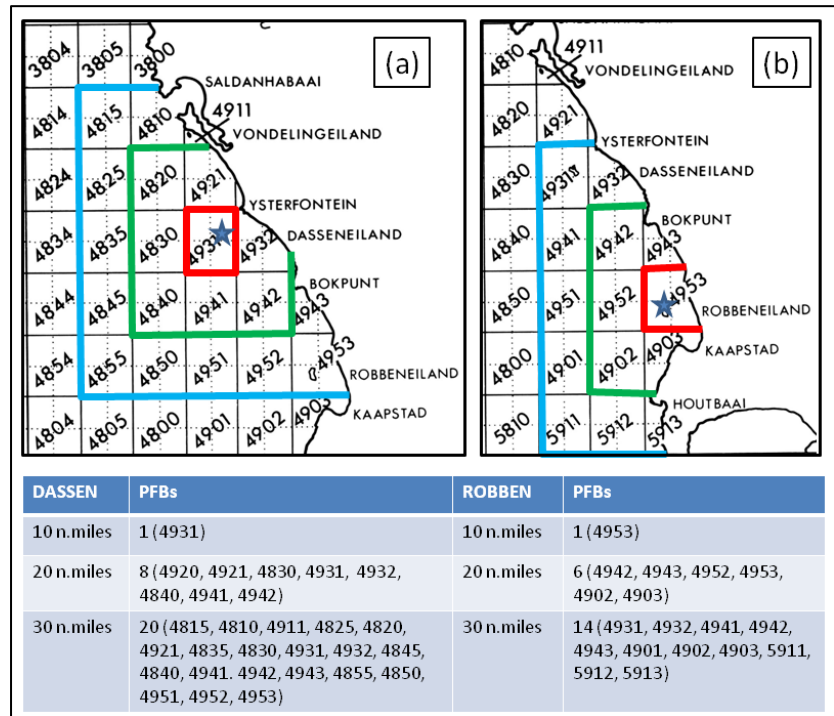 (a)
3804 3805 3800
SALDANHABAAI
4911
4814 4815 4810
VONDELINGEILAND
4824 4825 4820 4921
YSTERFONTEIN
4834 4835 4830 4931 4932
DASSENEILAND
BOKPUNT
4844 4845 4840 4941 4942 4943
4854 4855 4850 4951 4952 4953
ROBBENEILAND
KAAPSTAD
4804 4805 4800 4901 4902 4903
(b)
4810 4911
VONDELINGEILAND
4820 4921
YSTERFONTEIN
4830 4931 4932
DASSENEILAND
BOKPUNT
4840 4941 4942 4943
4850 4951 4952 4953
ROBBENEILAND
4800 4901 4902 4903
KAAPSTAD
HOUTBAAI
5810 5911 5912 5913
DASSEN PFBs ROBBEN PFBs
10 n.miles 1 (4931) 10 n.miles 1 (4953)
20 n.miles 8 (4920, 4921, 4830, 4931, 4932, 20 n.miles 6 (4942, 4943, 4952, 4953,
4840, 4941, 4942) 4902, 4903)
30 n.miles 20 (4815, 4810, 4911, 4825, 4820, 30 n.miles 14 (4931, 4932, 4941, 4942,
4921, 4835, 4830, 4931, 4932, 4845, 4943, 4901, 4902, 4903, 5911,
4840, 4941. 4942, 4943, 4855, 4850, 5912, 5913)
4951, 4952, 4953)